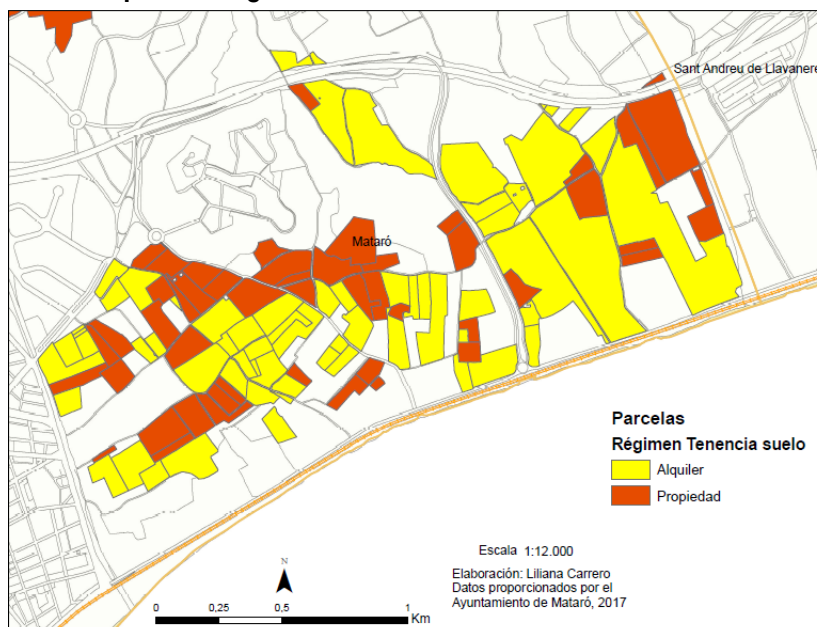 Sant Andreu de Llavanere
Mataró
Parcelas
Régimen Tenencia suelo
Alquiler
Propiedad
Escala 1:12.000
Elaboración: Liliana Carrero
Datos proporcionados por el
Ayuntamiento de Mataró, 2017
N
0 0,25 0,5 1
Km